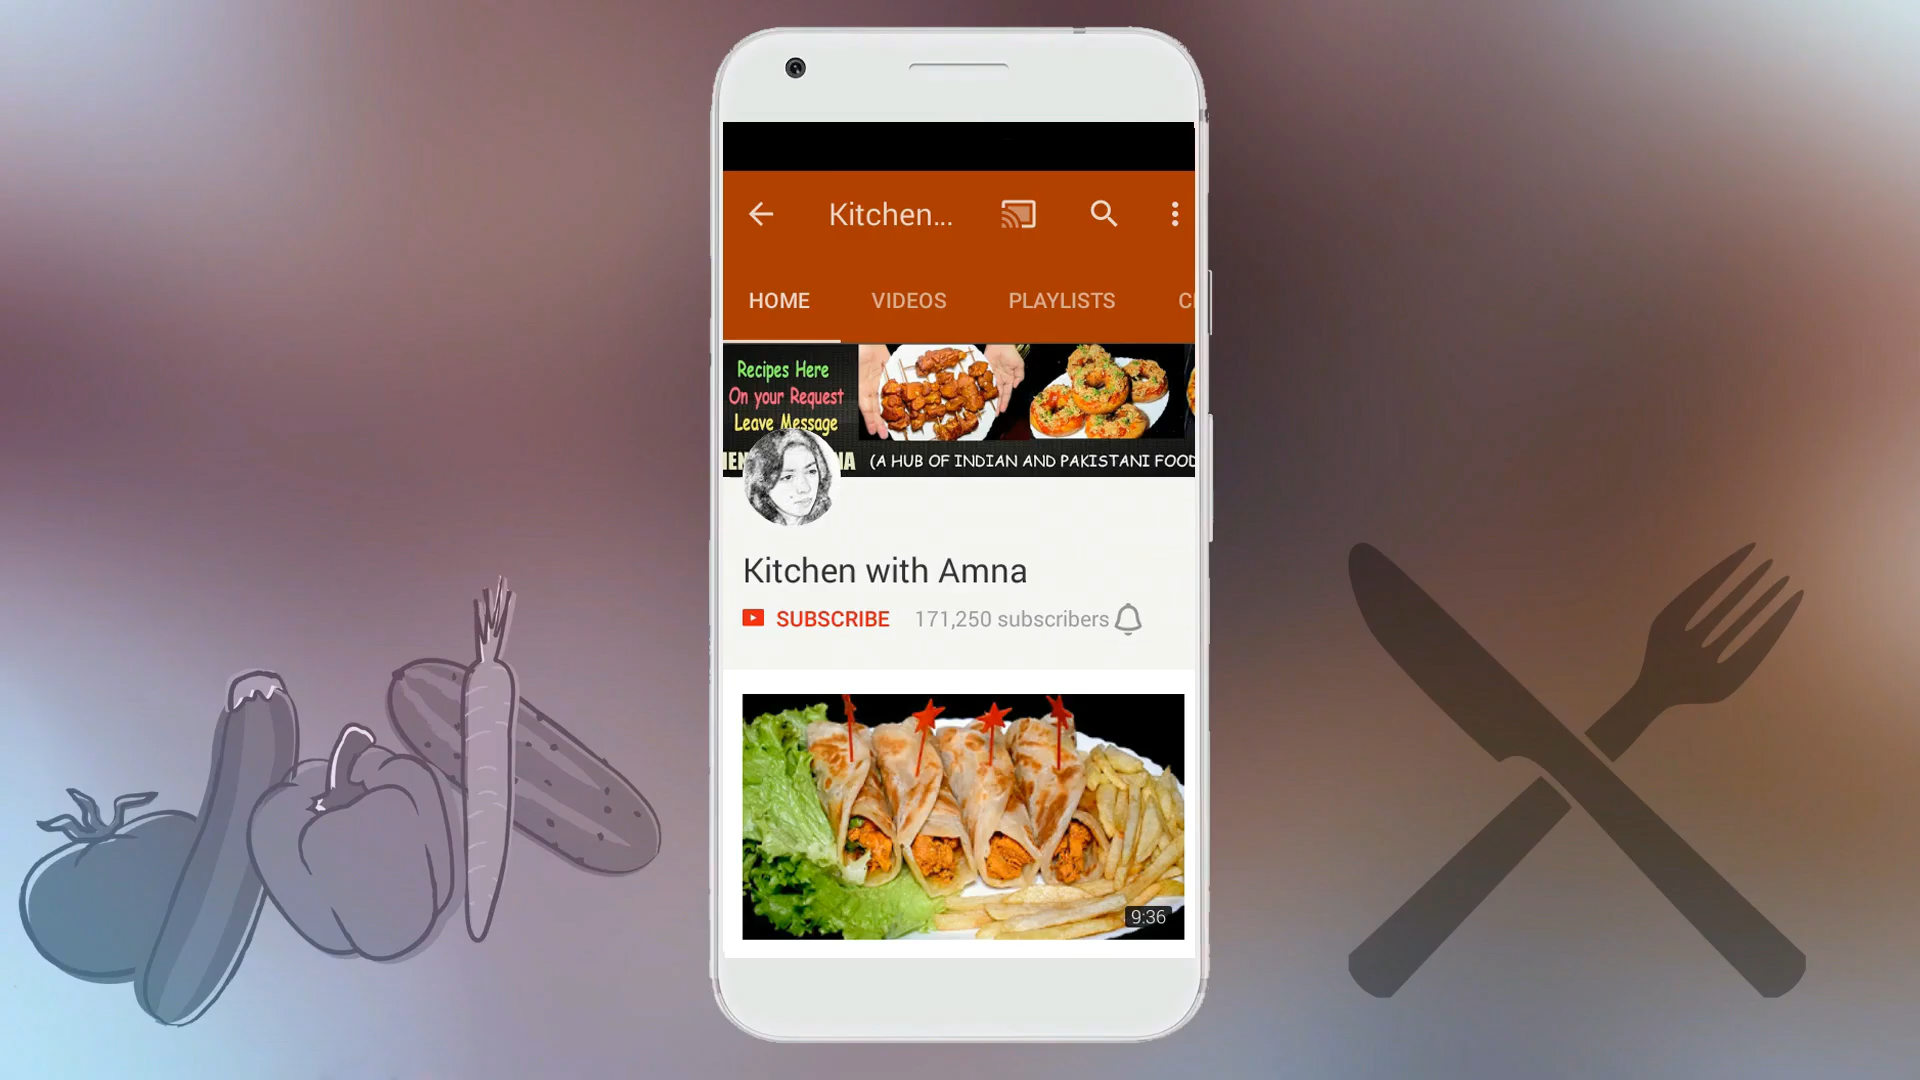 Kitchen...
HOME VIDEOS PLAYLISTS
Recipes Here
On your Request
Leave Message
(A HUB OF INDIAN AND PAKISTANI FOOD
Kitchen with Amna
SUBSCRIBE 171,250 subscribers
9:36